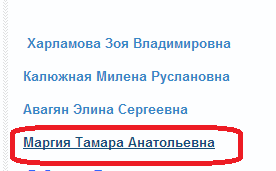 Харламова Зоя Владимировна
Калюжная Милена Руслановна
Авагян Элина Сергеевна
Маргия Тамара Анатольевна